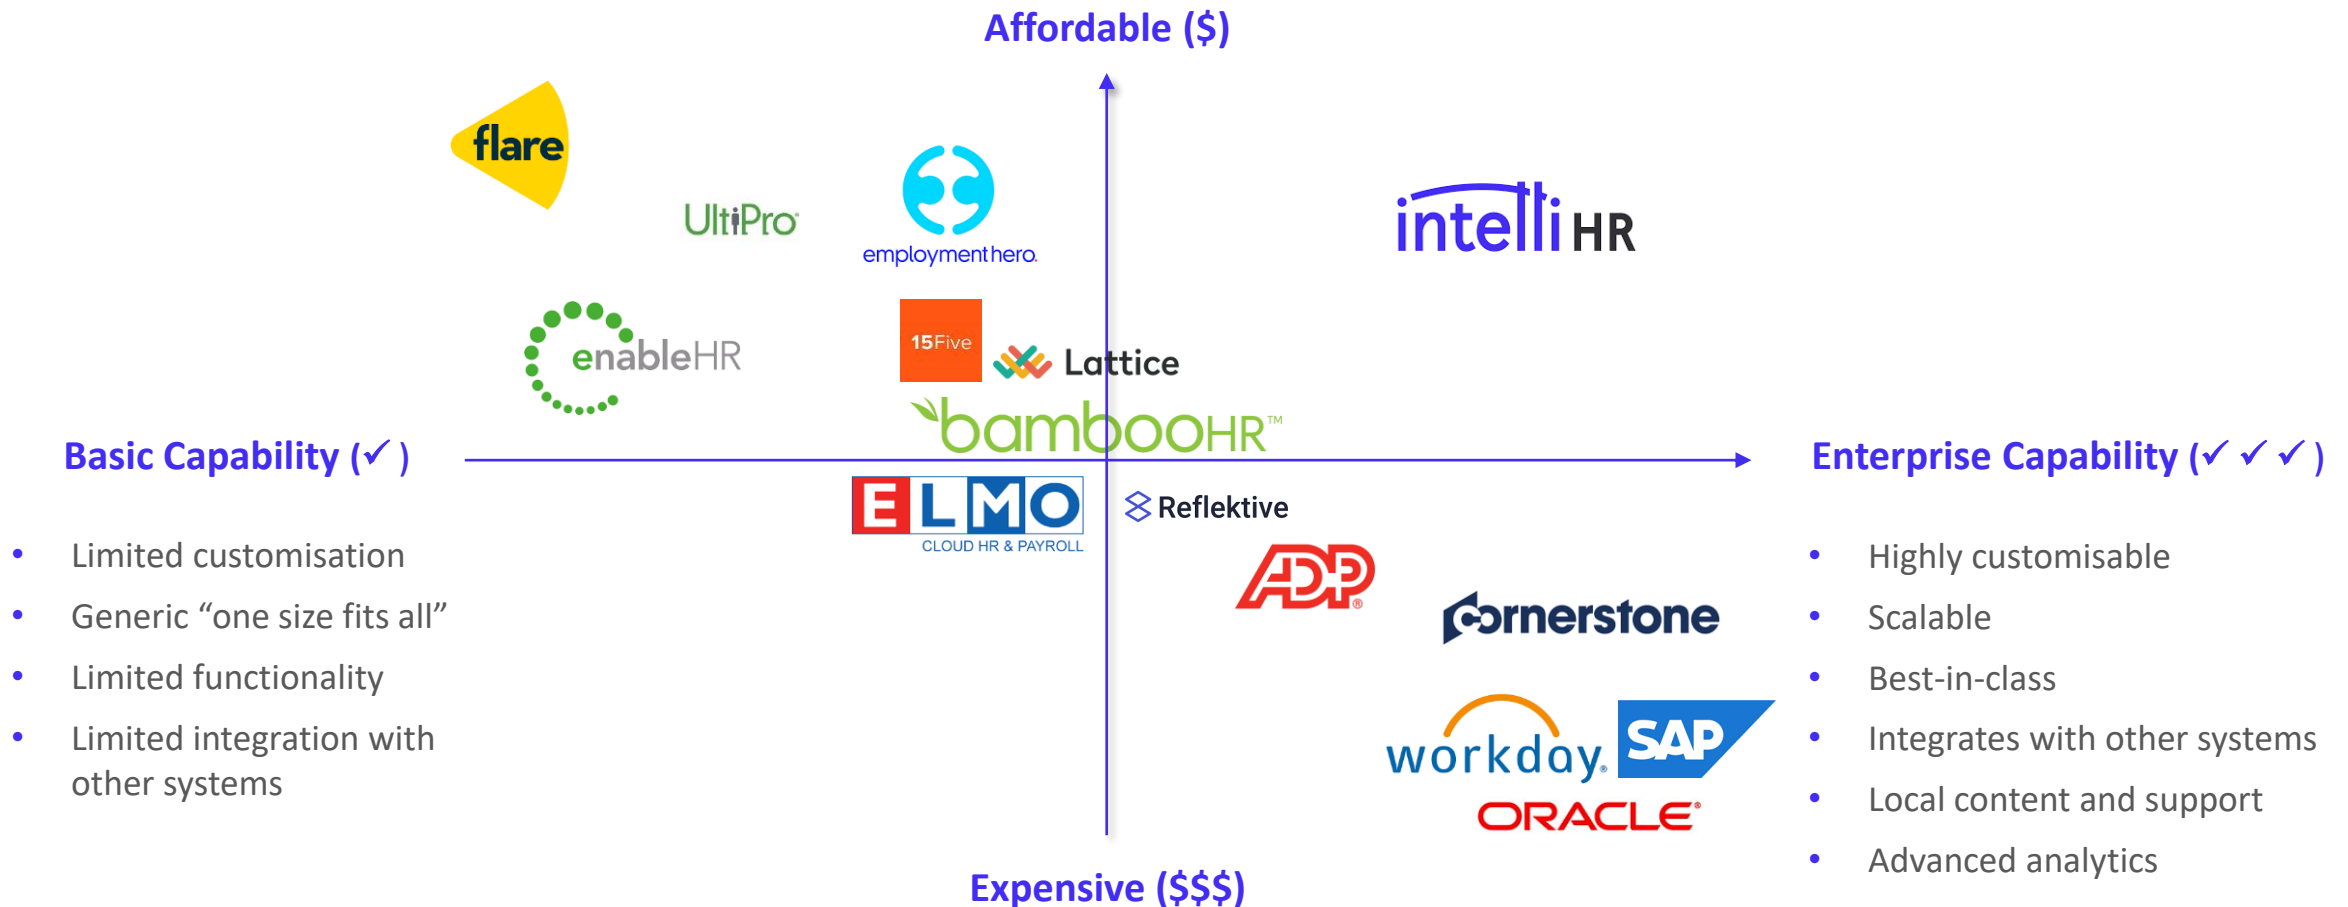 Affordable ($)
flare
UltiPro
employmenthero.
intelliHR
enableHR
15Five
Lattice
bambooHR™
Basic Capability (✓)
Enterprise Capability (✓ ✓ ✓)
ELMO
CLOUD HR & PAYROLL
Reflektive
ADP®
cornerstone
workday®
SAP
ORACLE®
• Limited customisation
• Generic “one size fits all”
• Limited functionality
• Limited integration with
other systems
• Highly customisable
• Scalable
• Best-in-class
• Integrates with other systems
• Local content and support
• Advanced analytics
Expensive ($$$)